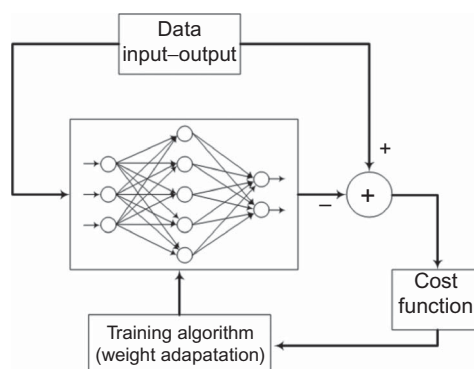 Data
input–output
+
+
–
Cost
function
Training algorithm
(weight adapatation)